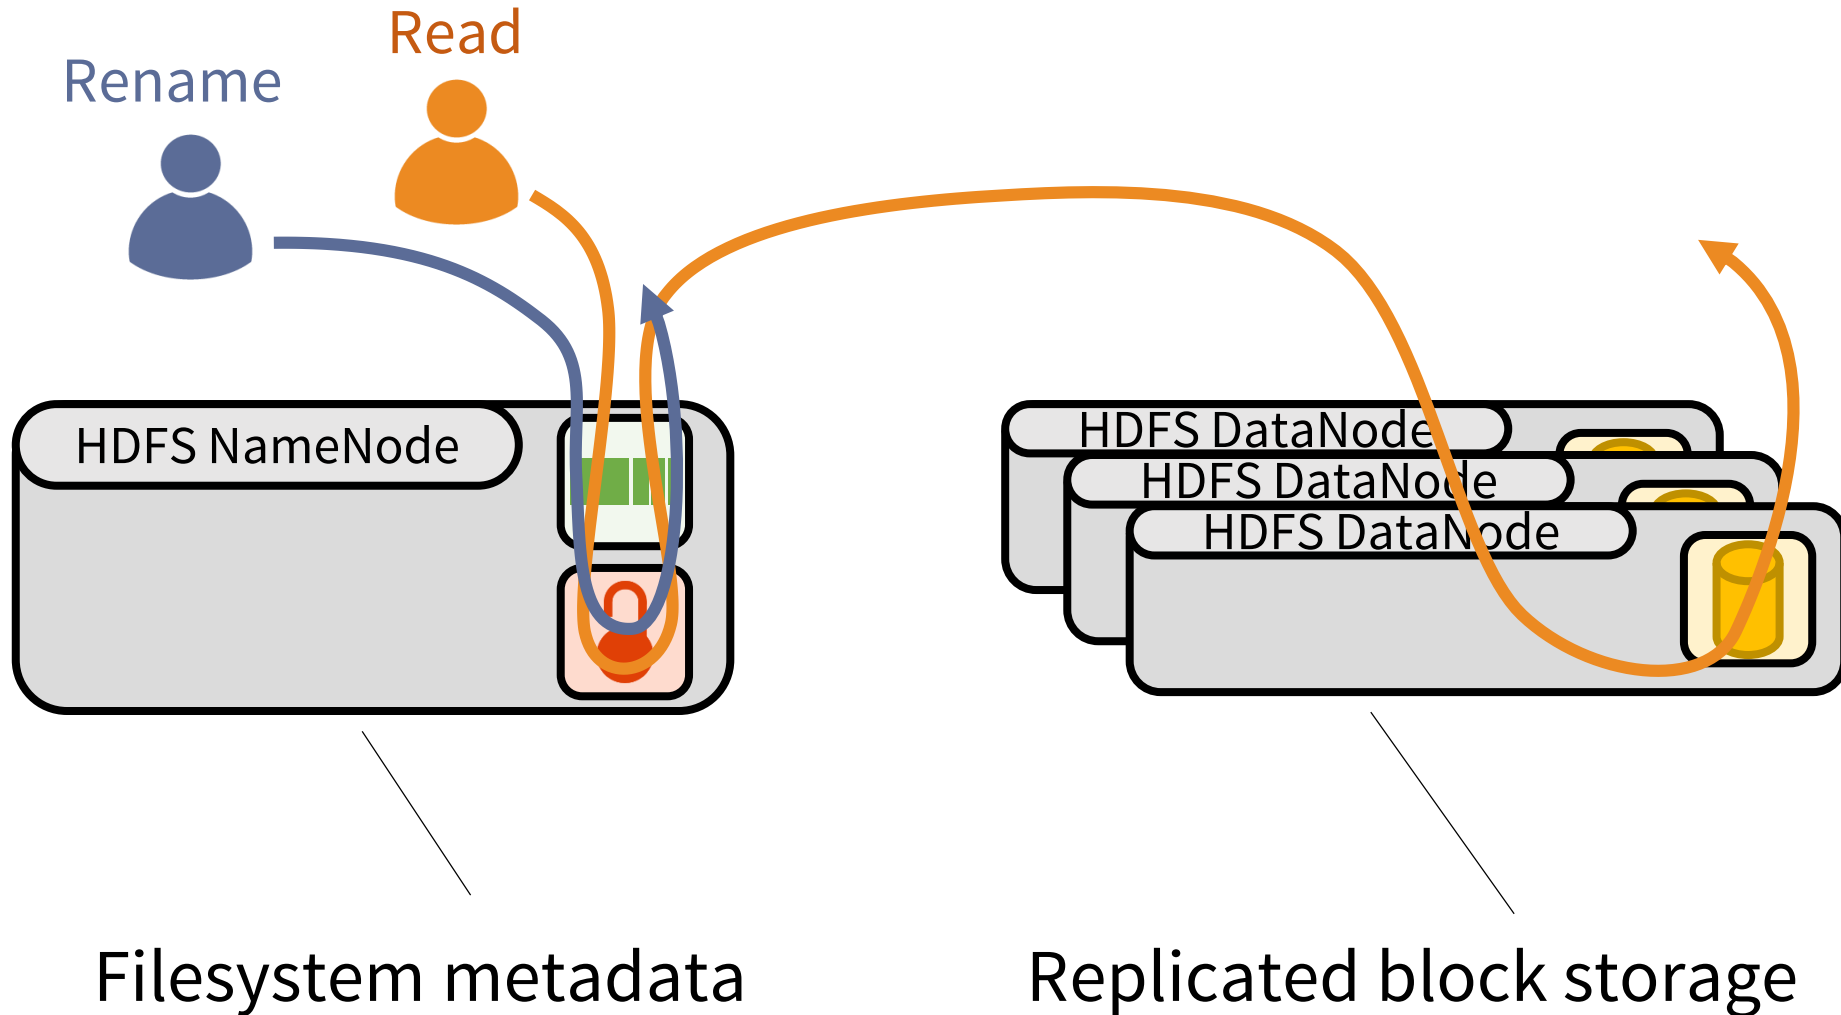 Read
Rename
HDFS NameNode
HDFS DataNode
HDFS DataNode
HDFS DataNode
Filesystem metadata
Replicated block storage